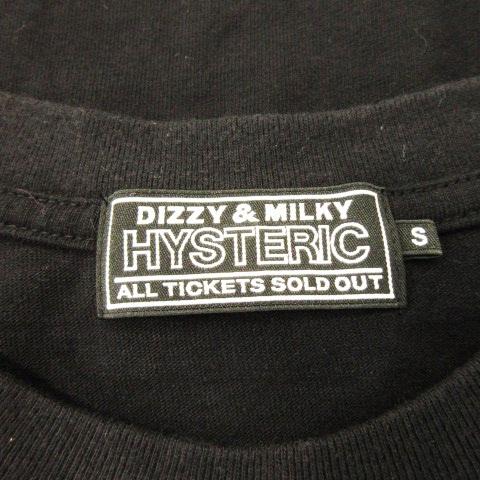 DIZZY & MILKY
HYSTERIC
ALL TICKETS SOLD OUT
S